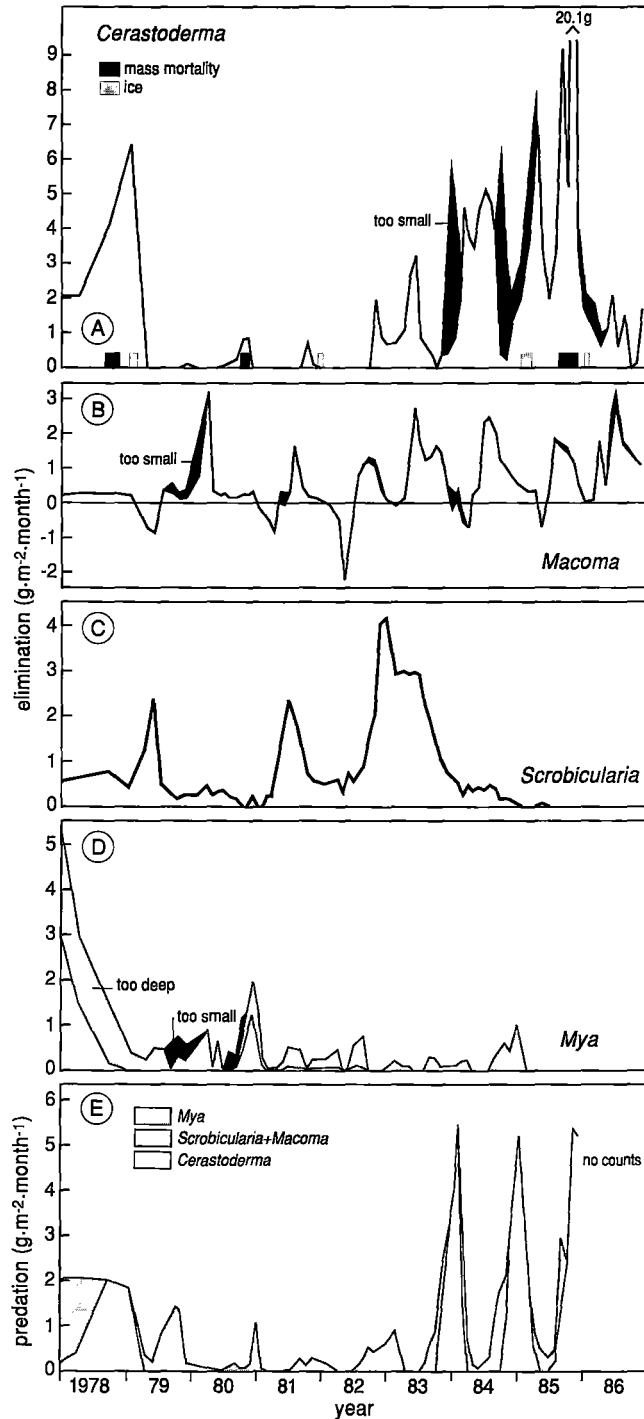 20.1g
Cerastoderma
mass mortality
ice
9
8
7
6
5
4
3
2
1
0
too small
A
B
3
2
1
0
-1
-2
too small
Macoma
elimination (g·m-2·month-1)
C
4
3
2
1
0
Scrobicularia
D
5
4
3
2
1
0
too deep
too small
Mya
E
Mya
Scrobicularia+Macoma
Cerastoderma
no counts
6
5
4
3
2
1
0
predation (g·m-2·month-1)
1978 79 80 81 82 83 84 85 86
year